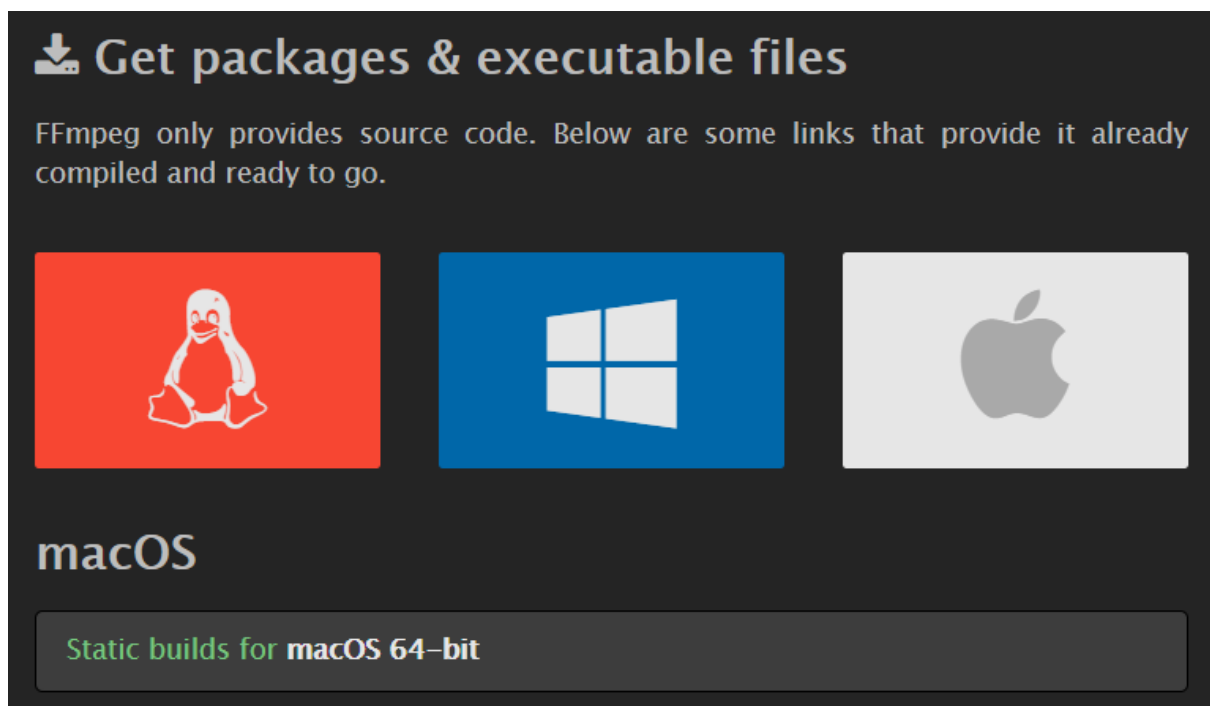 Get packages & executable files
FFmpeg only provides source code. Below are some links that provide it already
compiled and ready to go.
macOS
Static builds for macOS 64-bit